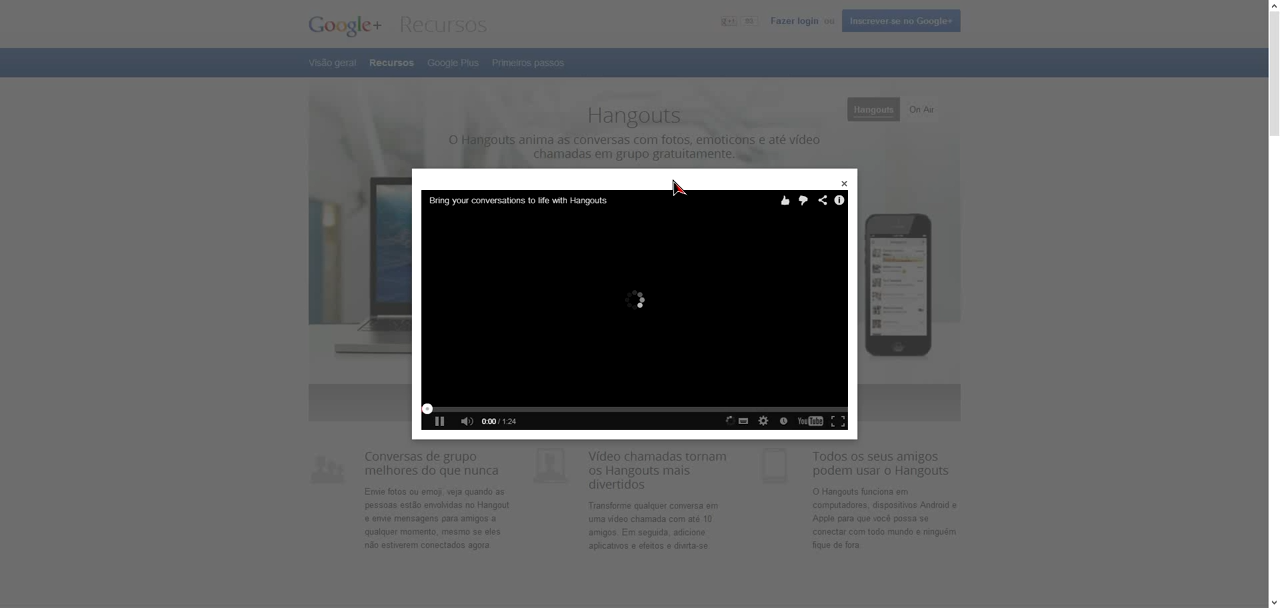 Google+ Recursos
Fazer login ou Inscrever-se no Google+
Visão geral Recursos Google Plus Primeiros passos
Hangouts
Hangouts On Air
O Hangouts anima as conversas com fotos, emoticons e até vídeo
chamadas em grupo gratuitamente.
×
Bring your conversations to life with Hangouts
0:00 / 1:24
YouTube
Conversas de grupo
melhores do que nunca
Envie fotos ou emoji, veja quando as
pessoas estão envolvidas no Hangout
e envie mensagens para amigos a
qualquer momento, mesmo se eles
não estiverem conectados agora
Vídeo chamadas tornam
os Hangouts mais
divertidos
Transforme qualquer conversa em
uma vídeo chamada com até 10
amigos. Em seguida, adicione
aplicativos e efeitos e divirta-se
Todos os seus amigos
podem usar o Hangouts
O Hangouts funciona em
computadores, dispositivos Android e
Apple para que você possa se
conectar com todo mundo e ninguém
fique de fora